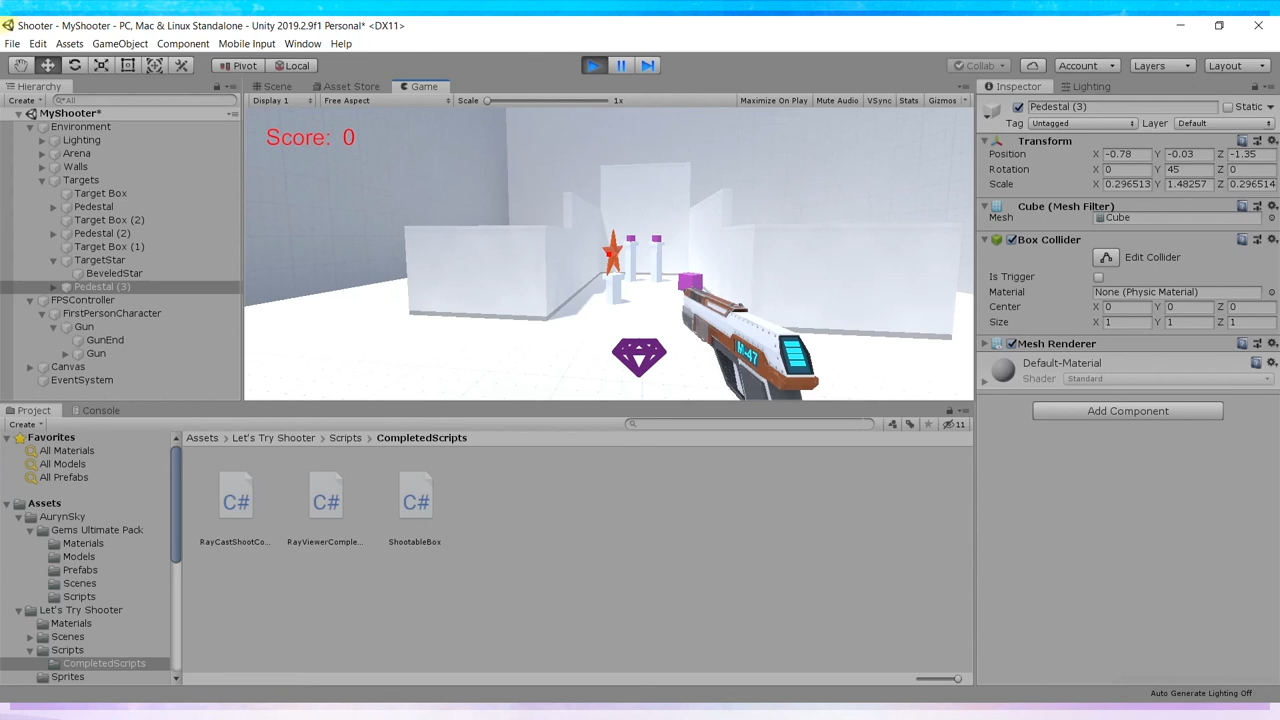 Shooter - MyShooter - PC, Mac & Linux Standalone - Unity 2019.2.9f1 Personal* <DX11>
File Edit Assets GameObject Component Mobile Input Window Help
Pivot Local Collab Account Layers Layout
Hierarchy Scene Asset Store Game Inspector Lighting
Create All Display 1 Free Aspect Scale 1x Maximize On Play Mute Audio VSync Stats Gizmos Pedestal (3) Static
MyShooter*
Tag Untagged Layer Default
Environment
Lighting
Arena
Walls
Targets
Target Box
Pedestal
Target Box (2)
Pedestal (2)
Target Box (1)
TargetStar
BeveledStar
Pedestal (3)
FPSController
FirstPersonCharacter
Gun
GunEnd
Gun
Canvas
EventSystem
Score: 0
M-47
Transform
Position X -0.78 Y -0.03 Z -1.35
Rotation X 0 Y 45 Z 0
Scale X 0.296513 Y 1.48257 Z 0.296514
Cube (Mesh Filter)
Mesh Cube
Box Collider
Edit Collider
Is Trigger
Material None (Physic Material)
Center X 0 Y 0 Z 0
Size X 1 Y 1 Z 1
Mesh Renderer
Default-Material
Shader Standard
Add Component
Project Console
Create 11
Favorites
All Materials
All Models
All Prefabs
Assets
AurynSky
Gems Ultimate Pack
Materials
Models
Prefabs
Scenes
Scripts
Let's Try Shooter
Materials
Scenes
Scripts
CompletedScripts
Sprites
Assets Let's Try Shooter Scripts CompletedScripts
C# C# C#
RayCastShootCo... RayViewerComple... ShootableBox
Auto Generate Lighting Off